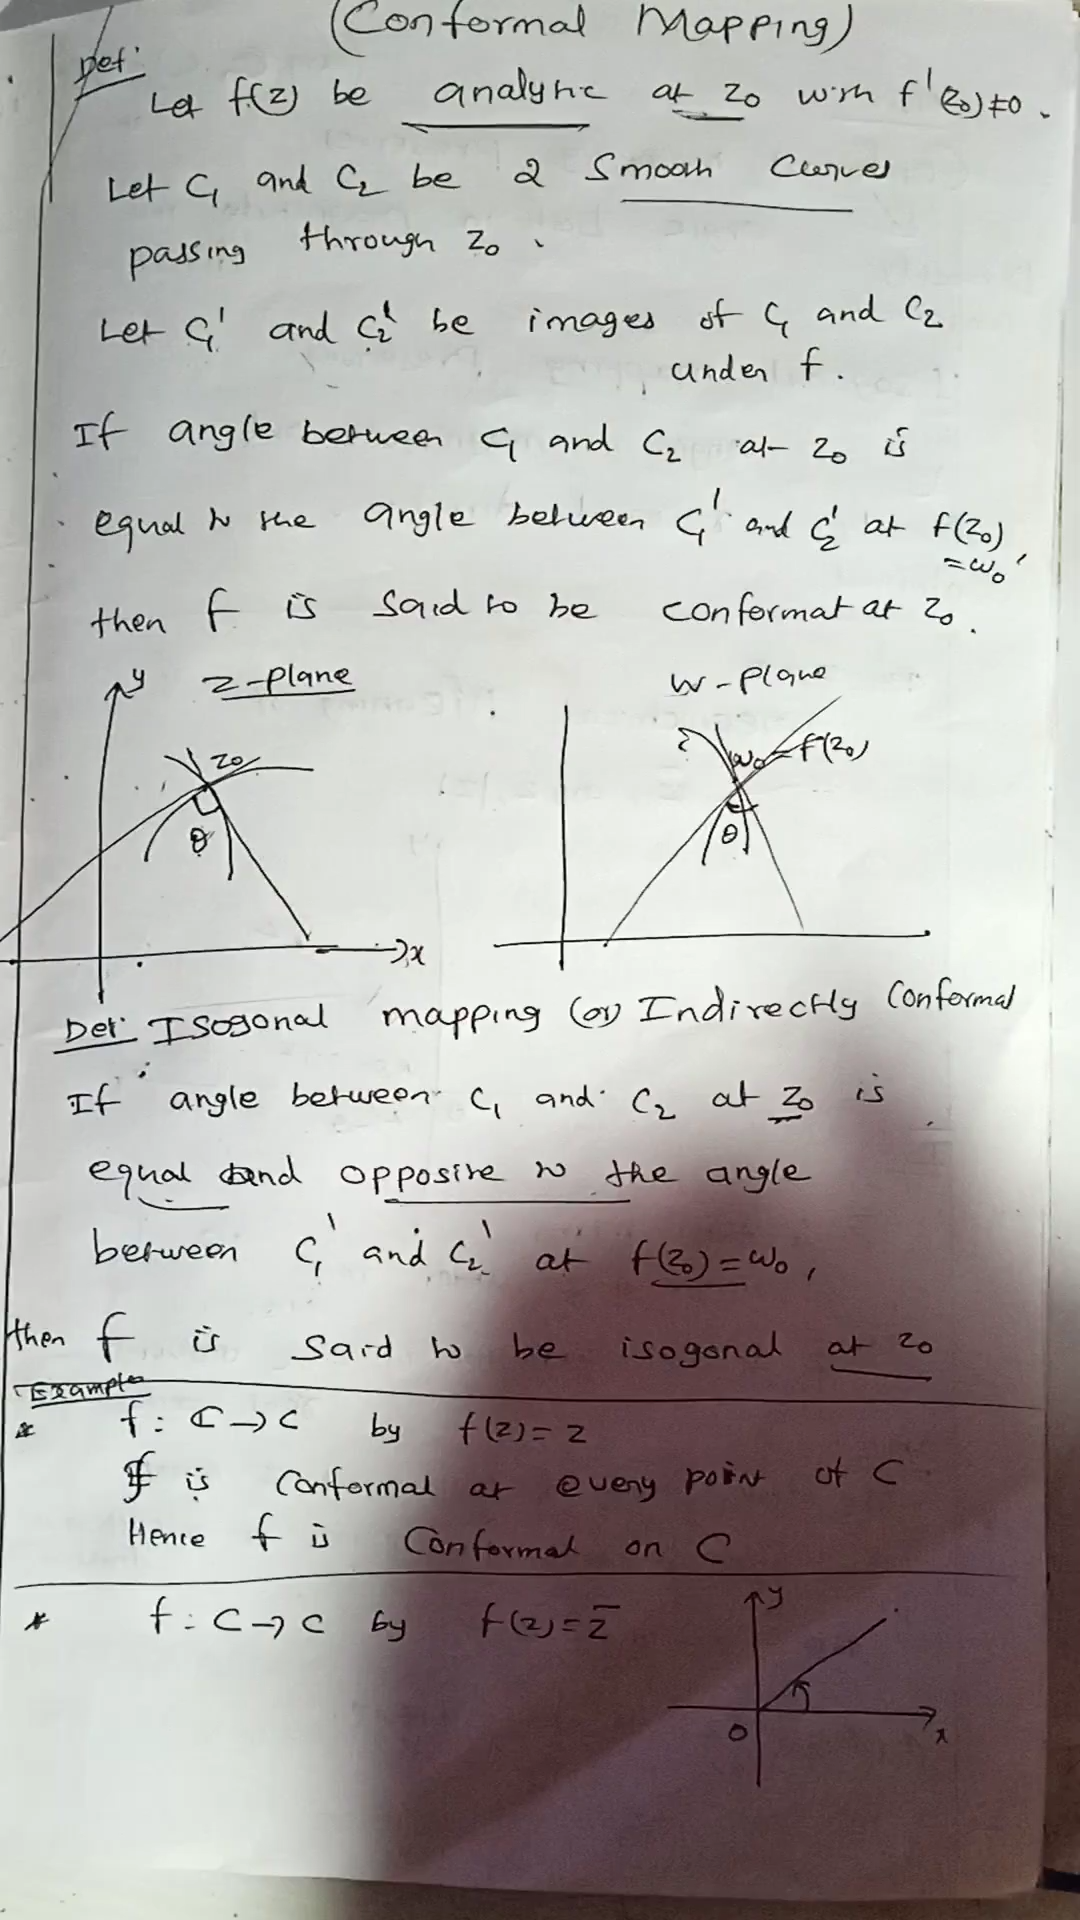 (Conformal Mapping)
Def:
Let f(z) be analytic at z₀ with f'(z₀)≠0.
Let C₁ and C₂ be 2 Smooth Curves
passing through z₀.
Let C₁' and C₂' be images of C₁ and C₂
under f.
If angle between C₁ and C₂ at z₀ is
equal to the angle between C₁' and C₂' at f(z₀)
=ω₀,
then f is said to be conformal at z₀.
y z-plane
w-plane
z₀
ω₀=f(z₀)
θ
θ
x
Def: Isogonal mapping (or) Indirectly Conformal
If angle between C₁ and C₂ at z₀ is
equal and opposite to the angle
between C₁' and C₂' at f(z₀)=ω₀,
then f is said to be isogonal at z₀
Example
* f: C→C by f(z)=z
f is Conformal at every point of C
Hence f is Conformal on C
* f: C→C by f(z)=z̅
y
O
x